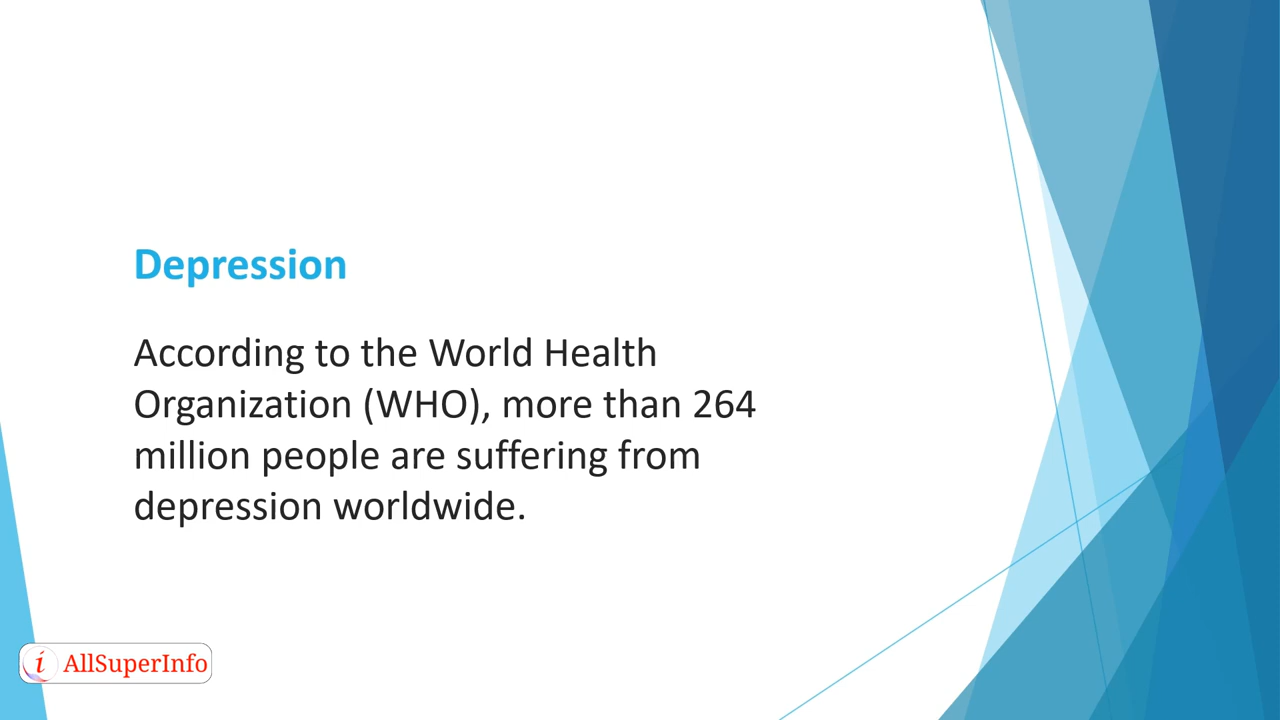 Depression
According to the World Health
Organization (WHO), more than 264
million people are suffering from
depression worldwide.
i AllSuperInfo